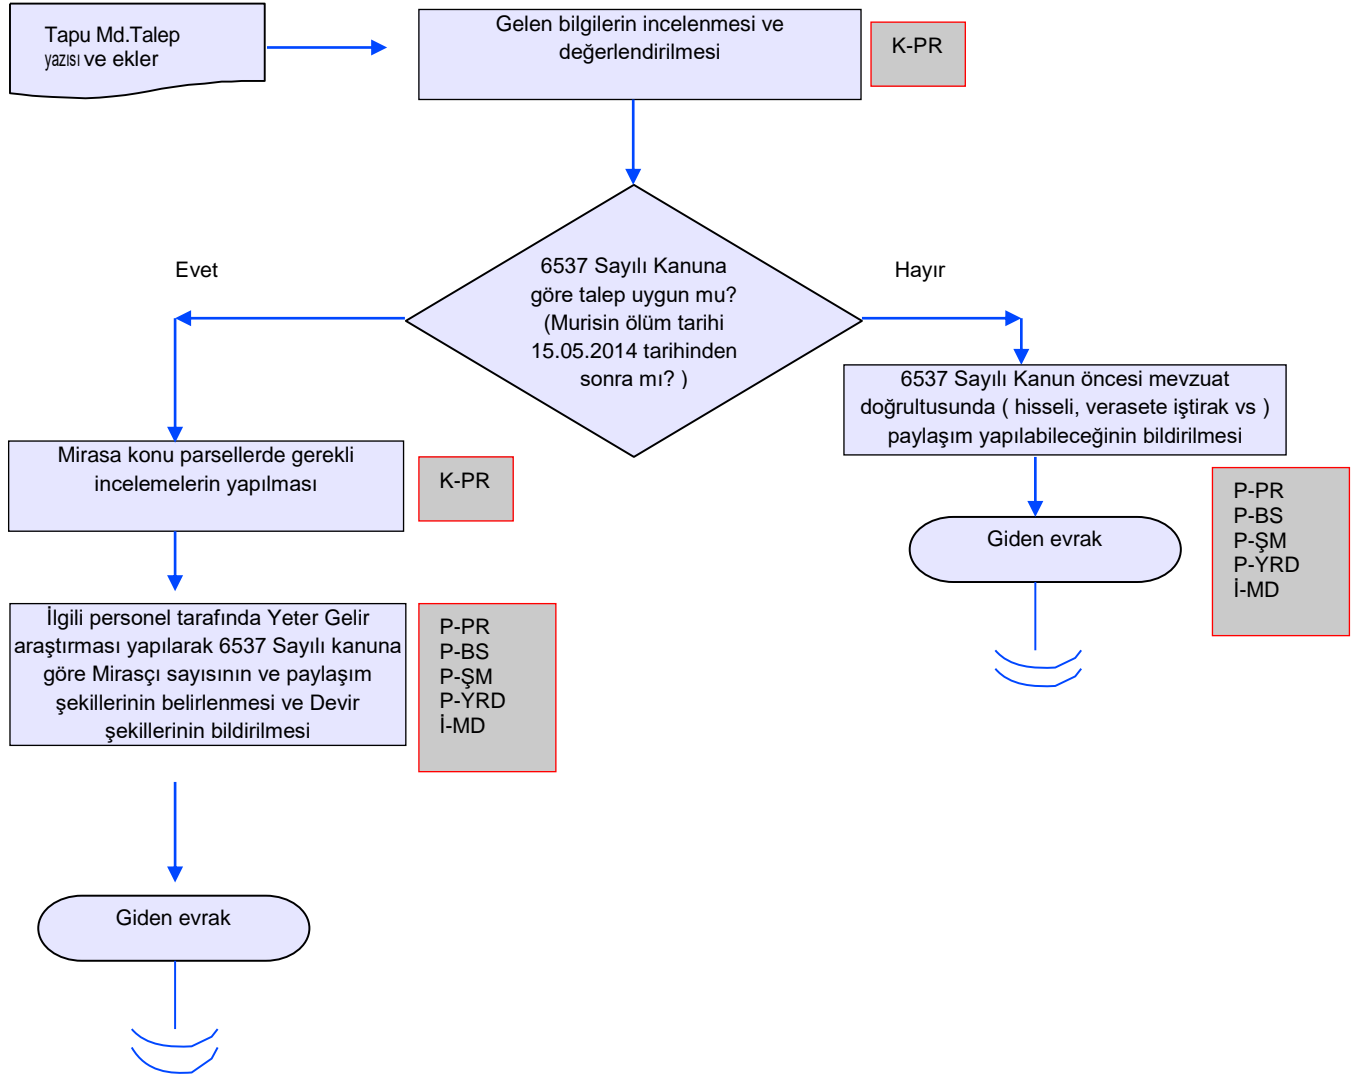 Tapu Md.Talep
yazısı ve ekler
Gelen bilgilerin incelenmesi ve
değerlendirilmesi
K-PR
Evet
6537 Sayılı Kanuna
göre talep uygun mu?
(Murisin ölüm tarihi
15.05.2014 tarihinden
sonra mı? )
Hayır
6537 Sayılı Kanun öncesi mevzuat
doğrultusunda ( hisseli, verasete iştirak vs )
paylaşım yapılabileceğinin bildirilmesi
Mirasa konu parsellerde gerekli
incelemelerin yapılması
K-PR
P-PR
P-BS
P-ŞM
P-YRD
İ-MD
Giden evrak
İlgili personel tarafında Yeter Gelir
araştırması yapılarak 6537 Sayılı kanuna
göre Mirasçı sayısının ve paylaşım
şekillerinin belirlenmesi ve Devir
şekillerinin bildirilmesi
P-PR
P-BS
P-ŞM
P-YRD
İ-MD
Giden evrak